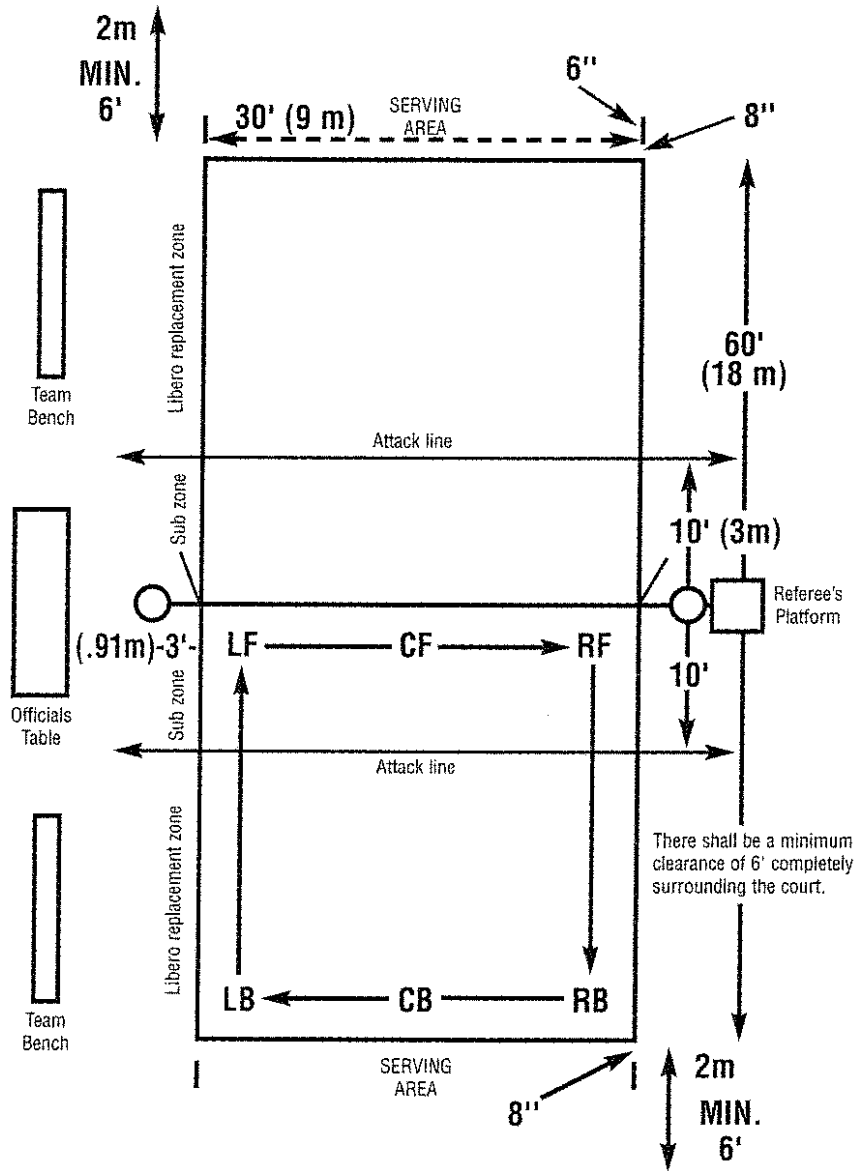 2m
MIN.
6'
6"
30' (9 m)
SERVING
AREA
8"
Libero replacement zone
Team
Bench
60'
(18 m)
Attack line
Sub zone
10' (3m)
Referee's
Platform
(.91m)-3'-
LF
CF
RF
10'
Officials
Table
Sub zone
Attack line
Libero replacement zone
There shall be a minimum
clearance of 6' completely
surrounding the court.
LB
CB
RB
Team
Bench
SERVING
AREA
8"
2m
MIN.
6'